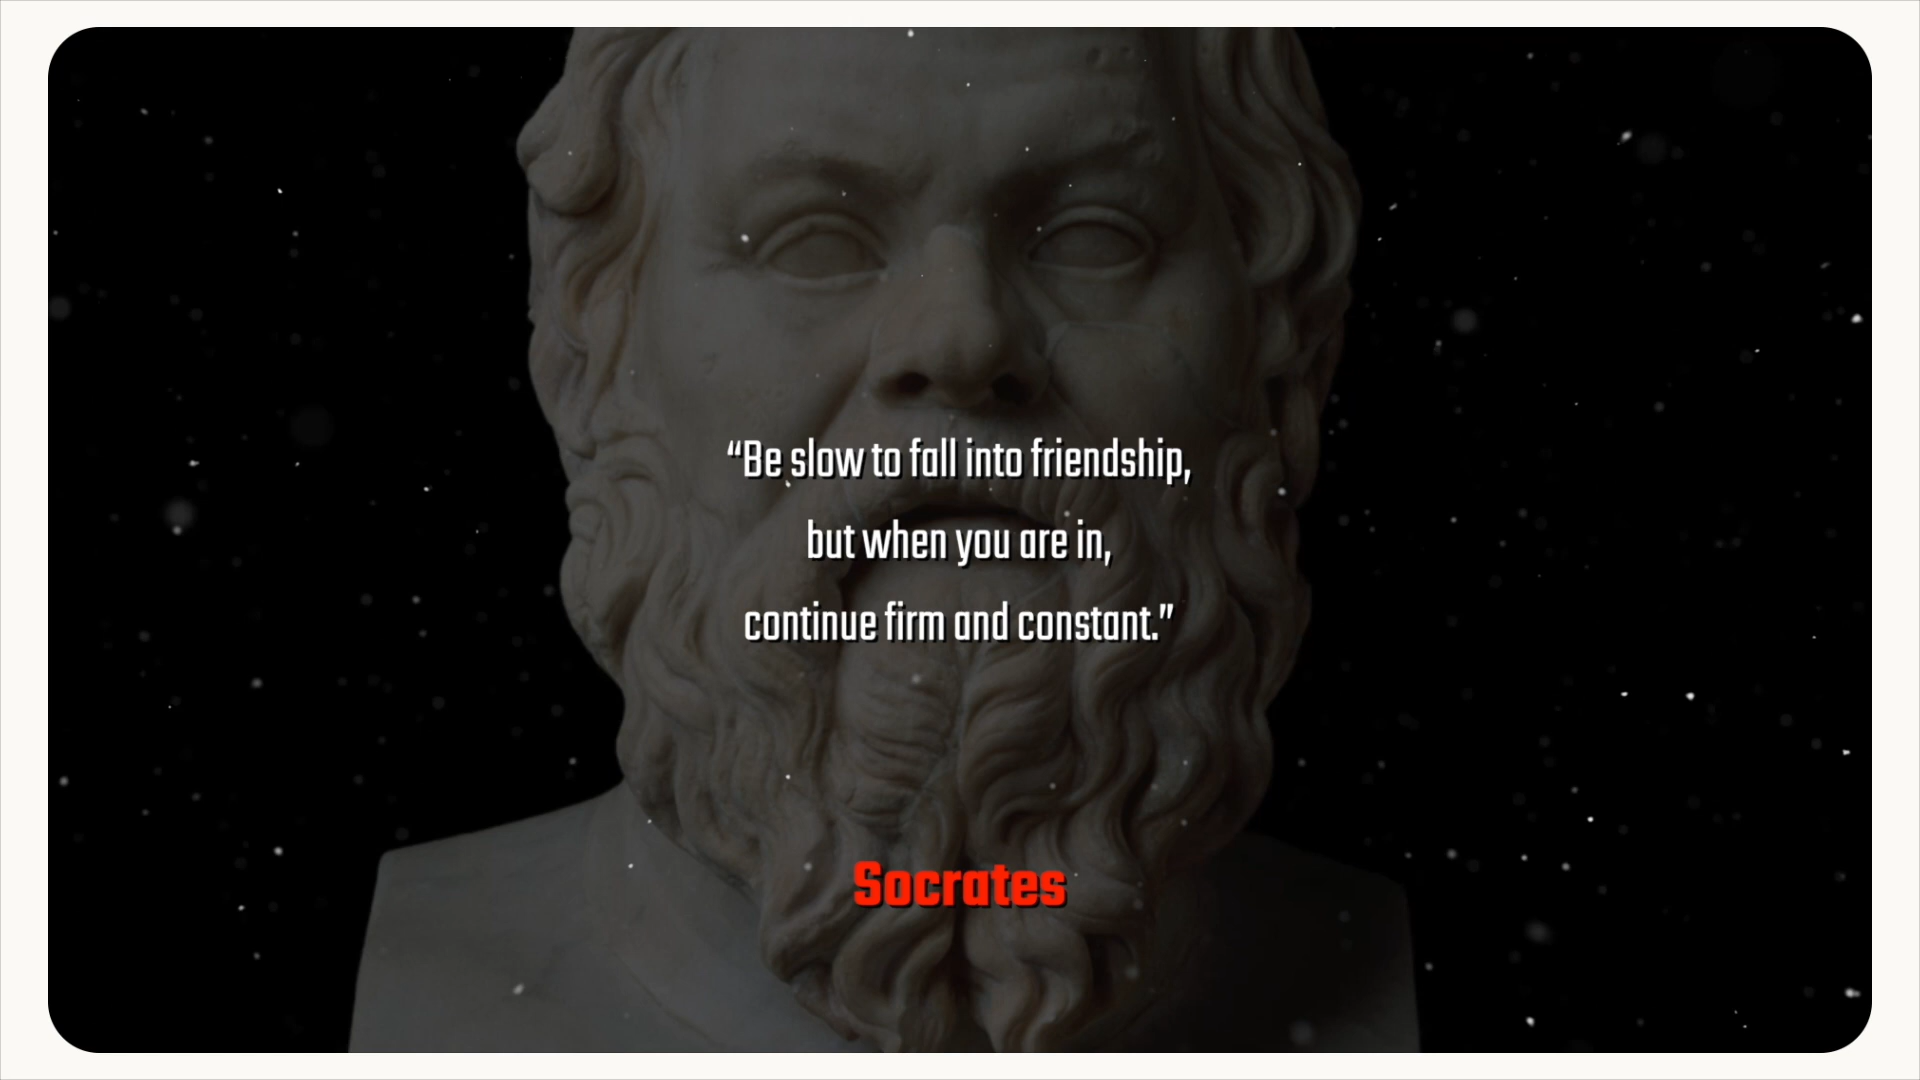 “Be slow to fall into friendship,
but when you are in,
continue firm and constant.”
Socrates